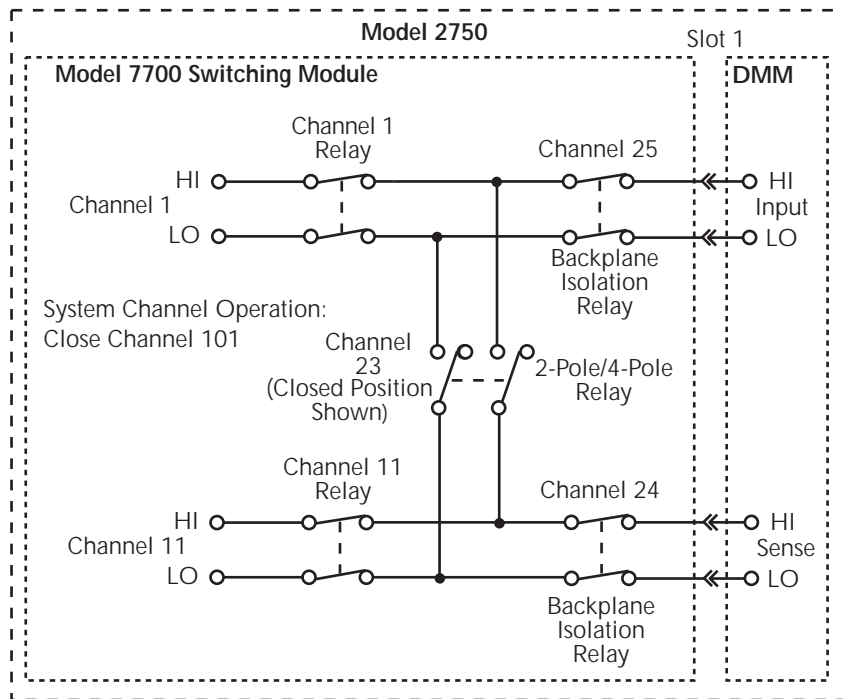 Model 2750
Slot 1
Model 7700 Switching Module
DMM
Channel 1
Relay
Channel 25
HI
Channel 1
LO
HI
Input
LO
Backplane
Isolation
Relay
System Channel Operation:
Close Channel 101
Channel
23
(Closed Position
Shown)
2-Pole/4-Pole
Relay
Channel 11
Relay
Channel 24
HI
Channel 11
LO
HI
Sense
LO
Backplane
Isolation
Relay